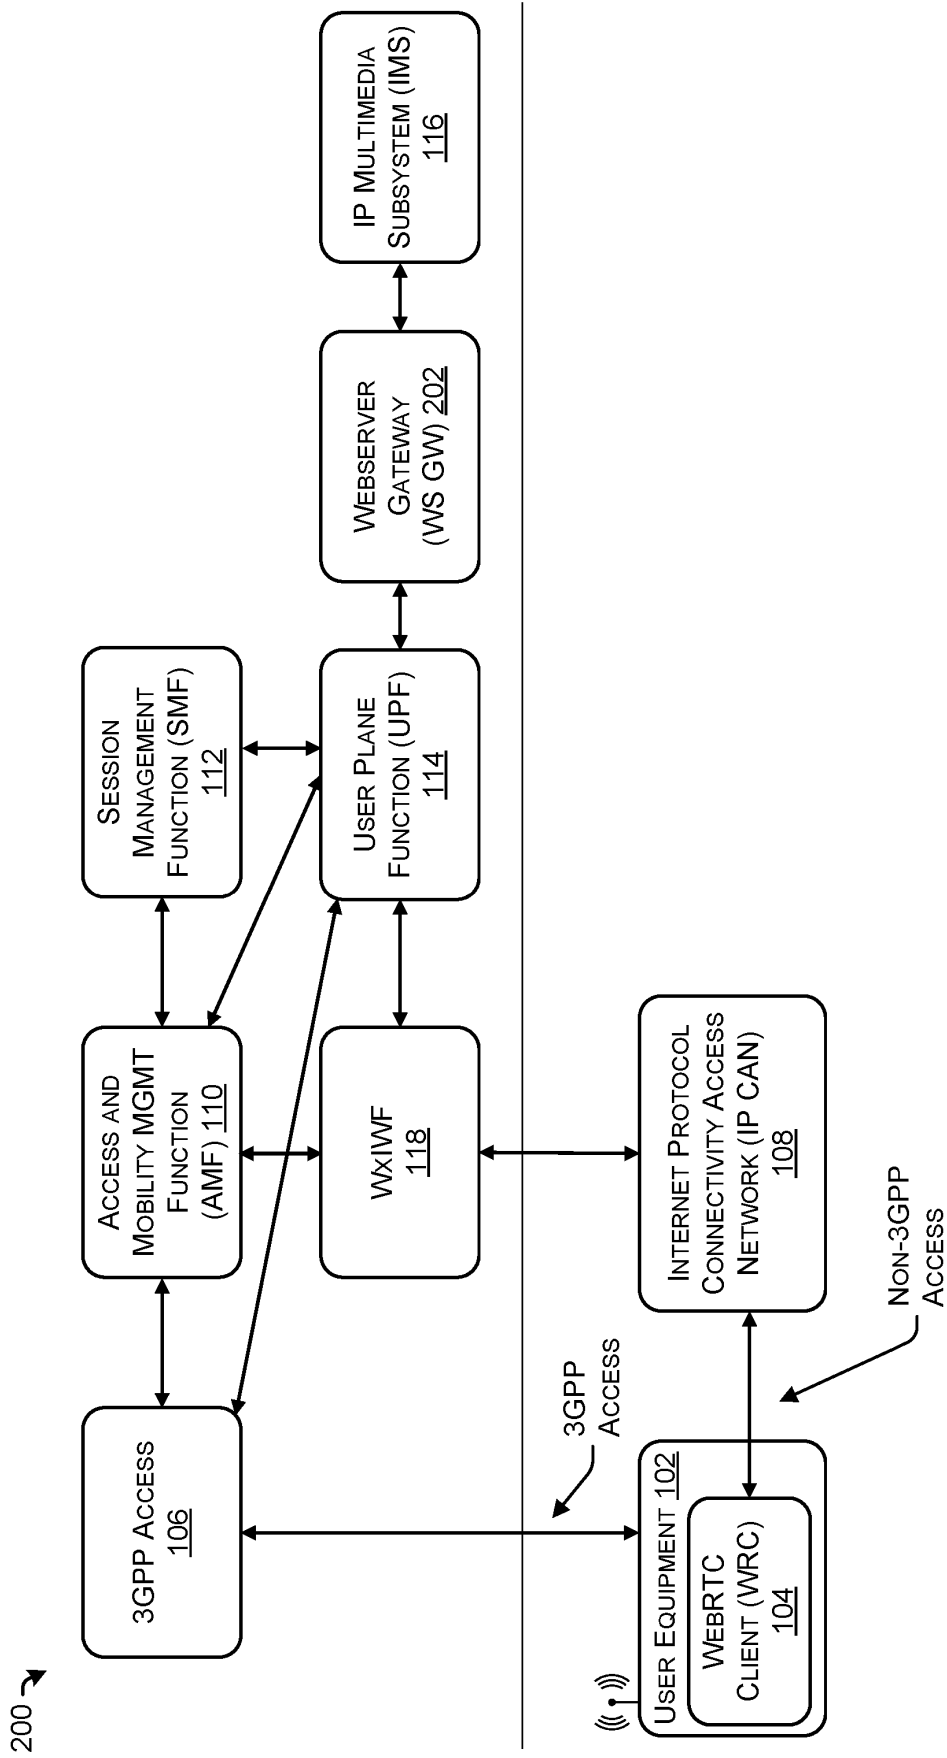 200
3GPP ACCESS
106
ACCESS AND
MOBILITY MGMT
FUNCTION
(AMF) 110
SESSION
MANAGEMENT
FUNCTION (SMF)
112
WXIWF
118
USER PLANE
FUNCTION (UPF)
114
WEBSERVER
GATEWAY
(WS GW) 202
IP MULTIMEDIA
SUBSYSTEM (IMS)
116
3GPP
ACCESS
USER EQUIPMENT 102
WEBRTC
CLIENT (WRC)
104
INTERNET PROTOCOL
CONNECTIVITY ACCESS
NETWORK (IP CAN)
108
NON-3GPP
ACCESS